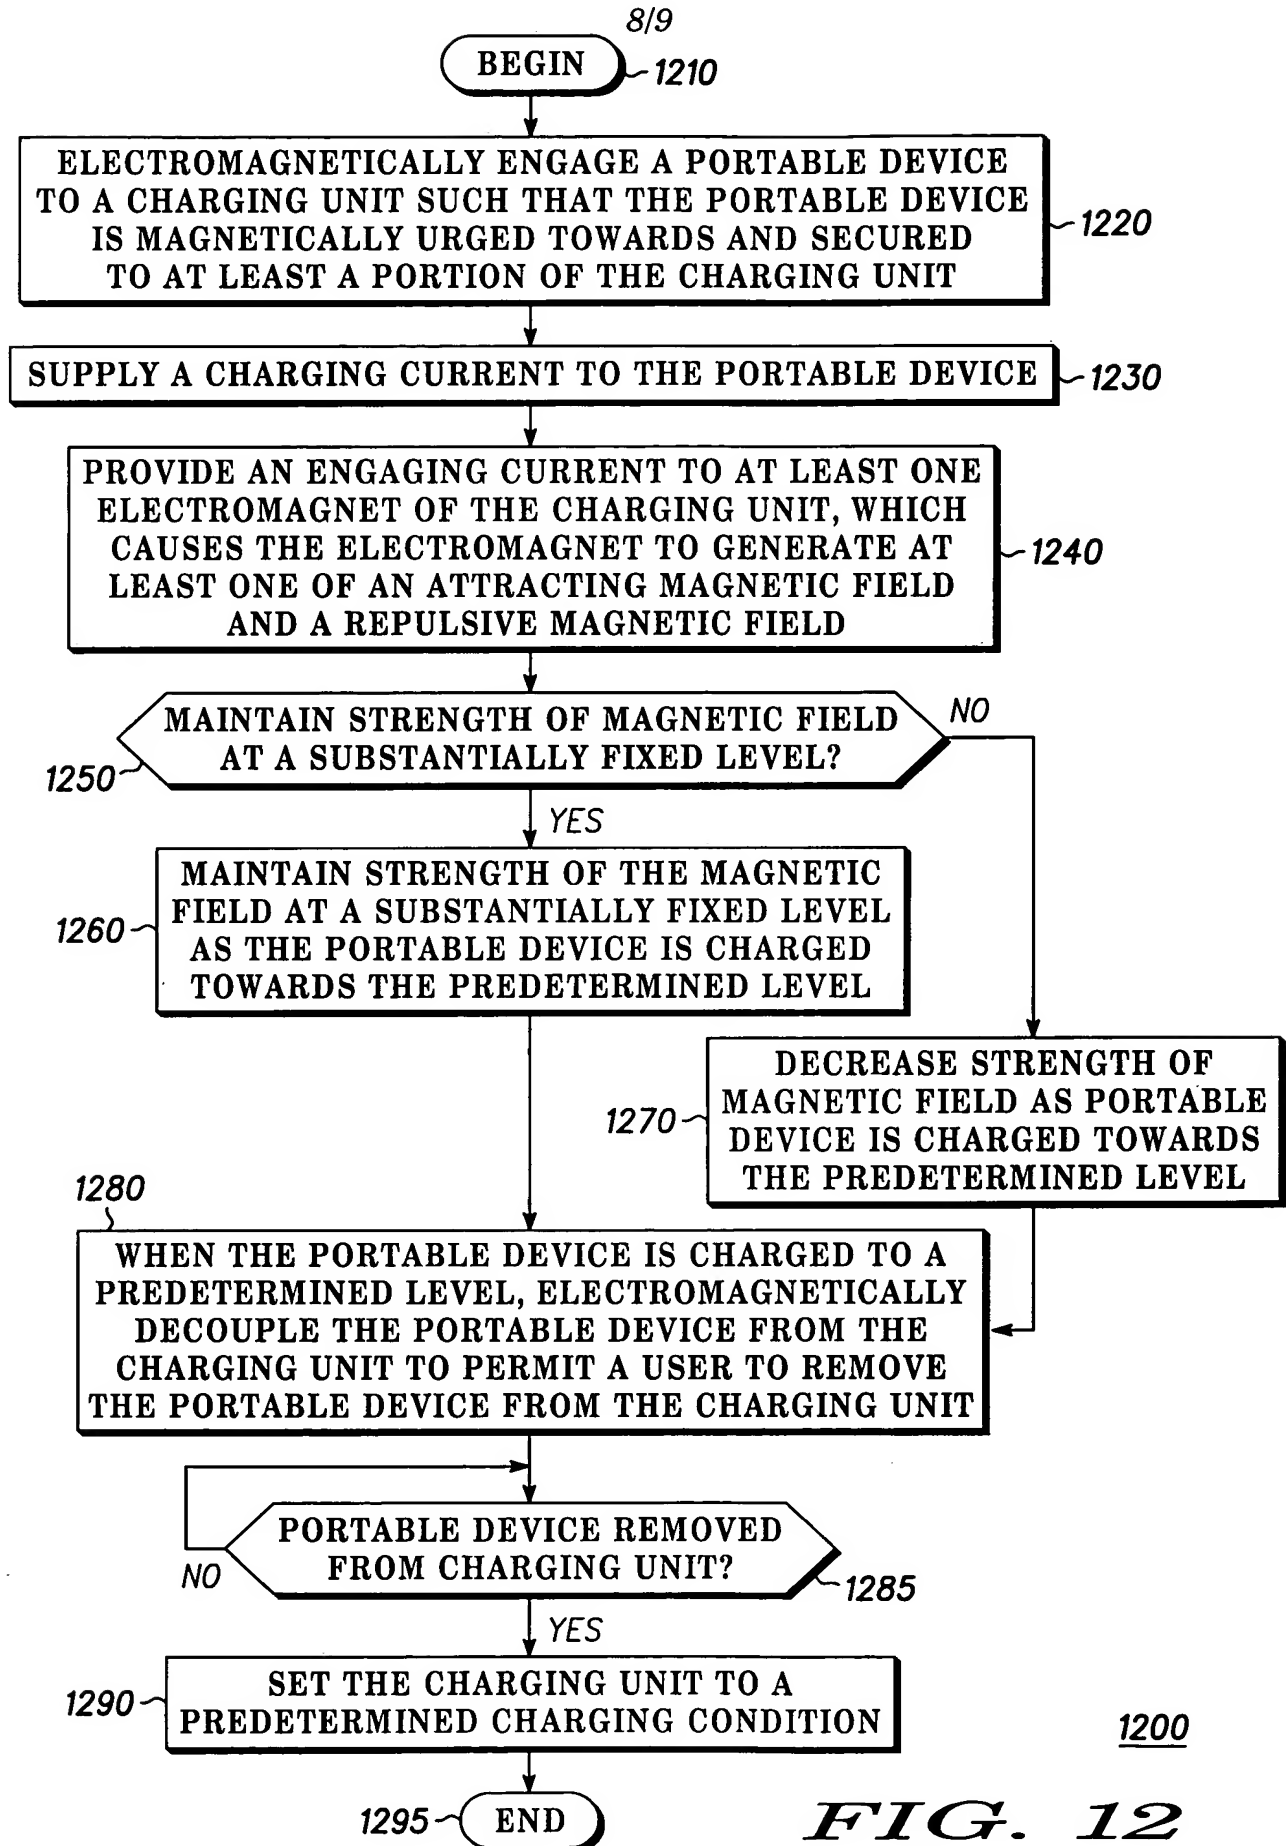 8/9
BEGIN
1210
ELECTROMAGNETICALLY ENGAGE A PORTABLE DEVICE
TO A CHARGING UNIT SUCH THAT THE PORTABLE DEVICE
IS MAGNETICALLY URGED TOWARDS AND SECURED
TO AT LEAST A PORTION OF THE CHARGING UNIT
1220
SUPPLY A CHARGING CURRENT TO THE PORTABLE DEVICE
1230
PROVIDE AN ENGAGING CURRENT TO AT LEAST ONE
ELECTROMAGNET OF THE CHARGING UNIT, WHICH
CAUSES THE ELECTROMAGNET TO GENERATE AT
LEAST ONE OF AN ATTRACTING MAGNETIC FIELD
AND A REPULSIVE MAGNETIC FIELD
1240
MAINTAIN STRENGTH OF MAGNETIC FIELD
AT A SUBSTANTIALLY FIXED LEVEL?
NO
1250
YES
MAINTAIN STRENGTH OF THE MAGNETIC
FIELD AT A SUBSTANTIALLY FIXED LEVEL
AS THE PORTABLE DEVICE IS CHARGED
TOWARDS THE PREDETERMINED LEVEL
1260
DECREASE STRENGTH OF
MAGNETIC FIELD AS PORTABLE
DEVICE IS CHARGED TOWARDS
THE PREDETERMINED LEVEL
1270
1280
WHEN THE PORTABLE DEVICE IS CHARGED TO A
PREDETERMINED LEVEL, ELECTROMAGNETICALLY
DECOUPLE THE PORTABLE DEVICE FROM THE
CHARGING UNIT TO PERMIT A USER TO REMOVE
THE PORTABLE DEVICE FROM THE CHARGING UNIT
PORTABLE DEVICE REMOVED
FROM CHARGING UNIT?
NO
1285
YES
SET THE CHARGING UNIT TO A
PREDETERMINED CHARGING CONDITION
1290
1200
END
1295
FIG. 12